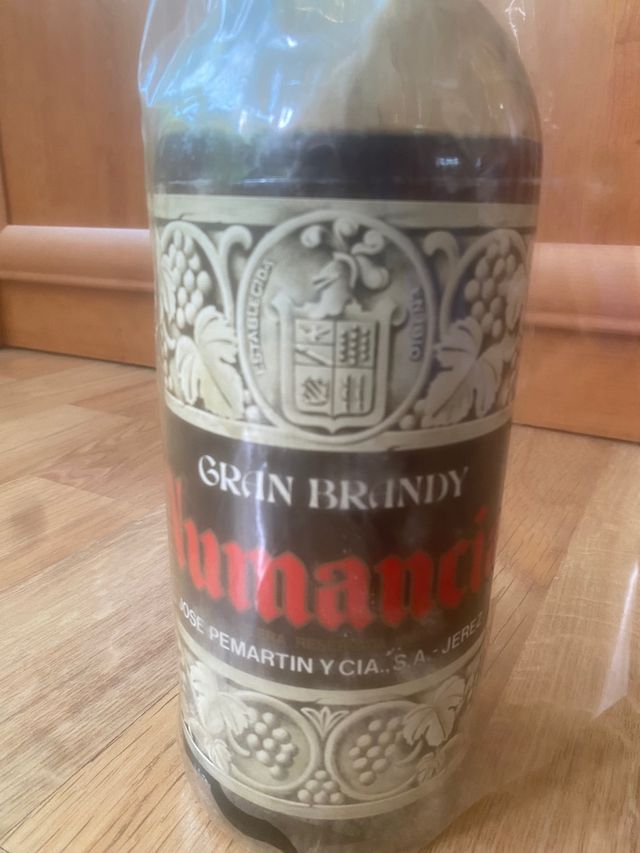 ESTABLECIDA
GRAN BRANDY
Numancia
JOSE PEMARTIN Y CIA., S.A. - JEREZ